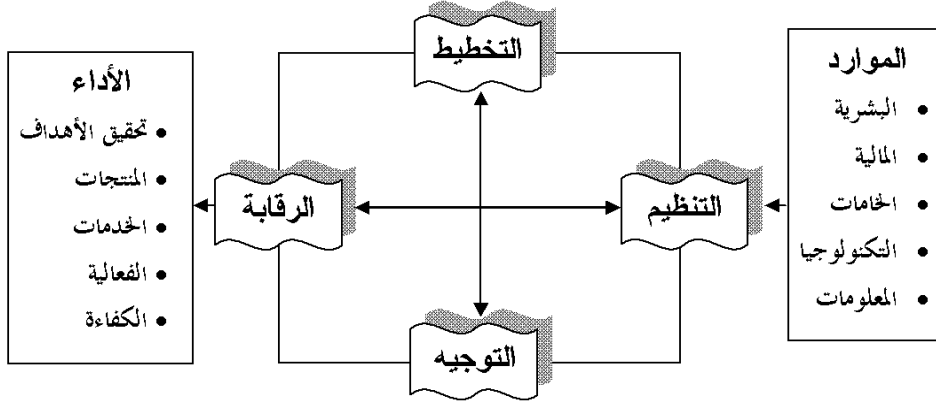 الموارد
• البشرية
• المالية
• الخامات
• التكنولوجيا
• المعلومات
التخطيط
التنظيم
الرقابة
التوجيه
الأداء
• تحقيق الأهداف
• المنتجات
• الخدمات
• الفعالية
• الكفاءة